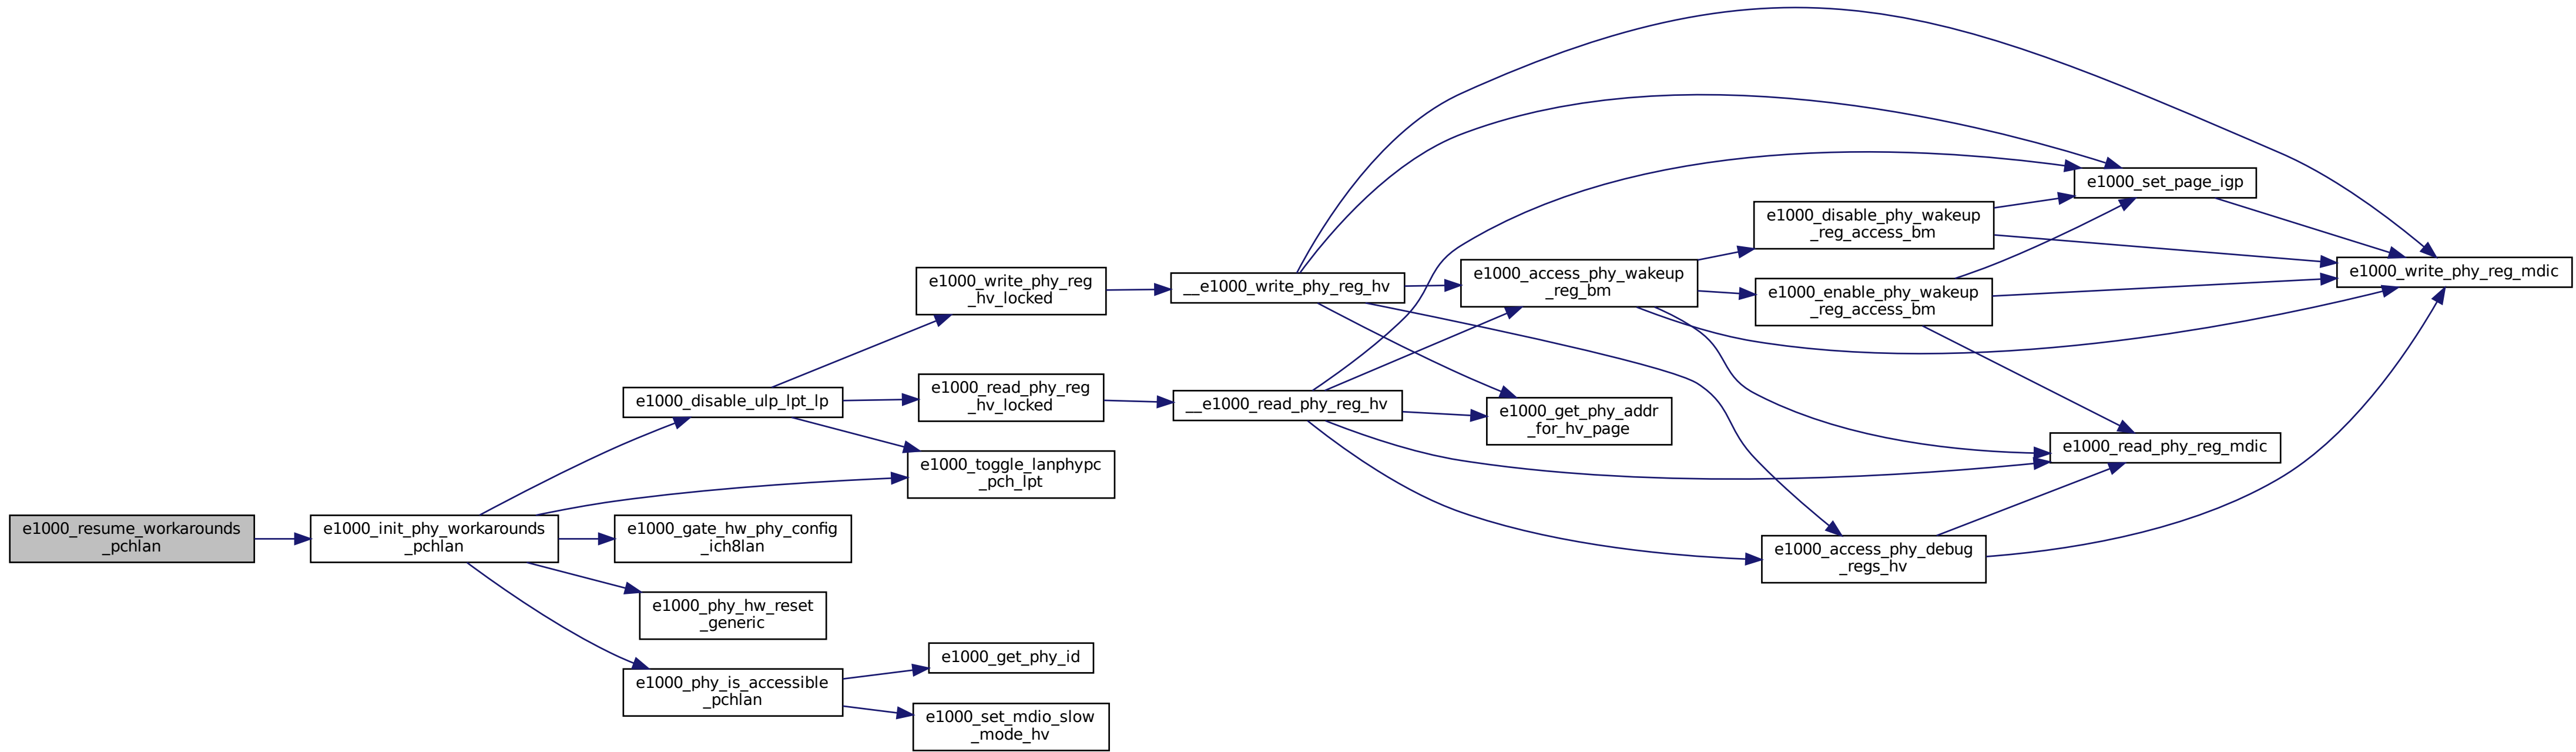 e1000_resume_workarounds
_pchlan
e1000_init_phy_workarounds
_pchlan
e1000_disable_ulp_lpt_lp
e1000_toggle_lanphypc
_pch_lpt
e1000_gate_hw_phy_config
_ich8lan
e1000_phy_hw_reset
_generic
e1000_phy_is_accessible
_pchlan
e1000_write_phy_reg
_hv_locked
e1000_read_phy_reg
_hv_locked
e1000_get_phy_id
e1000_set_mdio_slow
_mode_hv
__e1000_write_phy_reg_hv
__e1000_read_phy_reg_hv
e1000_access_phy_wakeup
_reg_bm
e1000_get_phy_addr
_for_hv_page
e1000_disable_phy_wakeup
_reg_access_bm
e1000_enable_phy_wakeup
_reg_access_bm
e1000_access_phy_debug
_regs_hv
e1000_set_page_igp
e1000_read_phy_reg_mdic
e1000_write_phy_reg_mdic